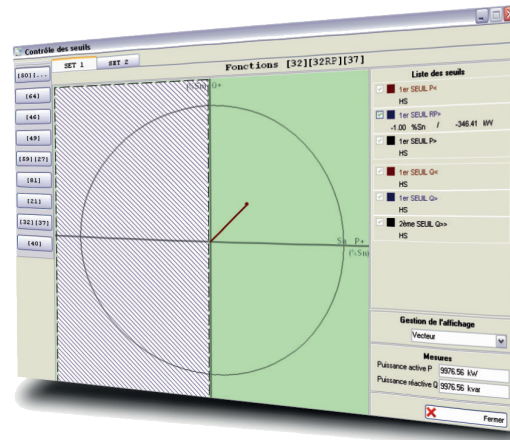 Contrôle des seuils
SET 1
SET 2
Fonctions [32][32RP][37]
[50][...
[64]
[46]
[49]
[59][27]
[81]
[21]
[32][37]
[40]
(%Sn) Q+
Sn P+
(%Sn)
Liste des seuils
1er SEUIL P<
HS
1er SEUIL RP>
-1.00 %Sn / -346.41 kW
1er SEUIL P>
HS
1er SEUIL Q<
HS
1er SEUIL Q>
HS
2ème SEUIL Q>>
HS
Gestion de l'affichage
Vecteur
Mesures
Puissance active P 9976.56 kW
Puissance réactive Q 9976.56 kvar
Fermer